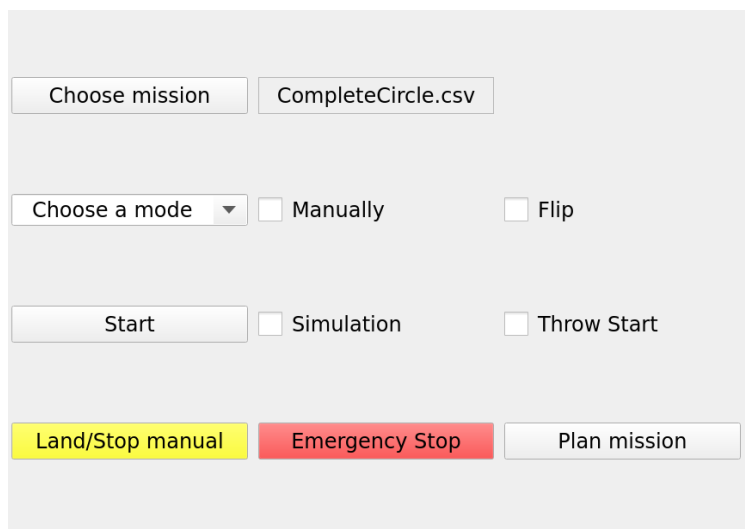 Choose mission
CompleteCircle.csv
Choose a mode
Manually
Flip
Start
Simulation
Throw Start
Land/Stop manual
Emergency Stop
Plan mission